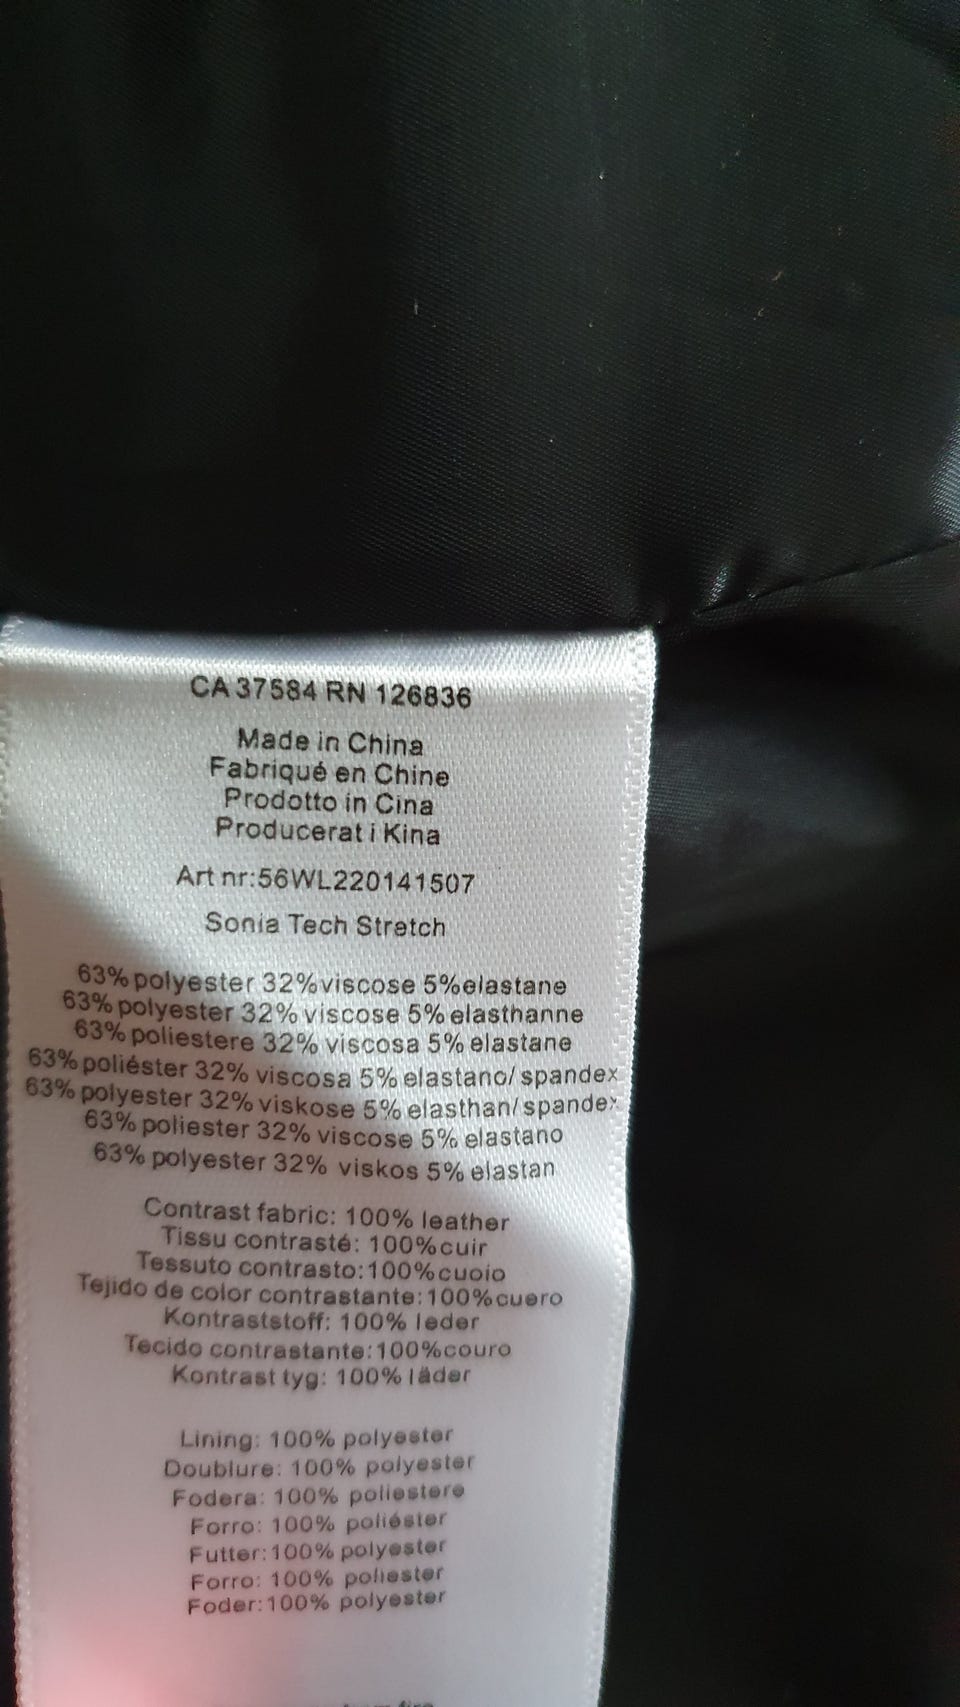 CA 37584 RN 126836
Made in China
Fabriqué en Chine
Prodotto in Cina
Producerat i Kina
Art nr:56WL220141507
Sonia Tech Stretch
63% polyester 32% viscose 5% elastane
63% polyester 32% viscose 5% elasthanne
63% poliestere 32% viscosa 5% elastane
63% poliéster 32% viscosa 5% elastano/ spandex
63% polyester 32% viskose 5% elasthan/ spandex
63% poliester 32% viscose 5% elastano
63% polyester 32% viskos 5% elastan
Contrast fabric: 100% leather
Tissu contrasté: 100% cuir
Tessuto contrasto: 100% cuoio
Tejido de color contrastante: 100% cuero
Kontraststoff: 100% leder
Tecido contrastante: 100% couro
Kontrast tyg: 100% läder
Lining: 100% polyester
Doublure: 100% polyester
Fodera: 100% poliestere
Forro: 100% poliéster
Futter: 100% polyester
Forro: 100% poliester
Foder: 100% polyester